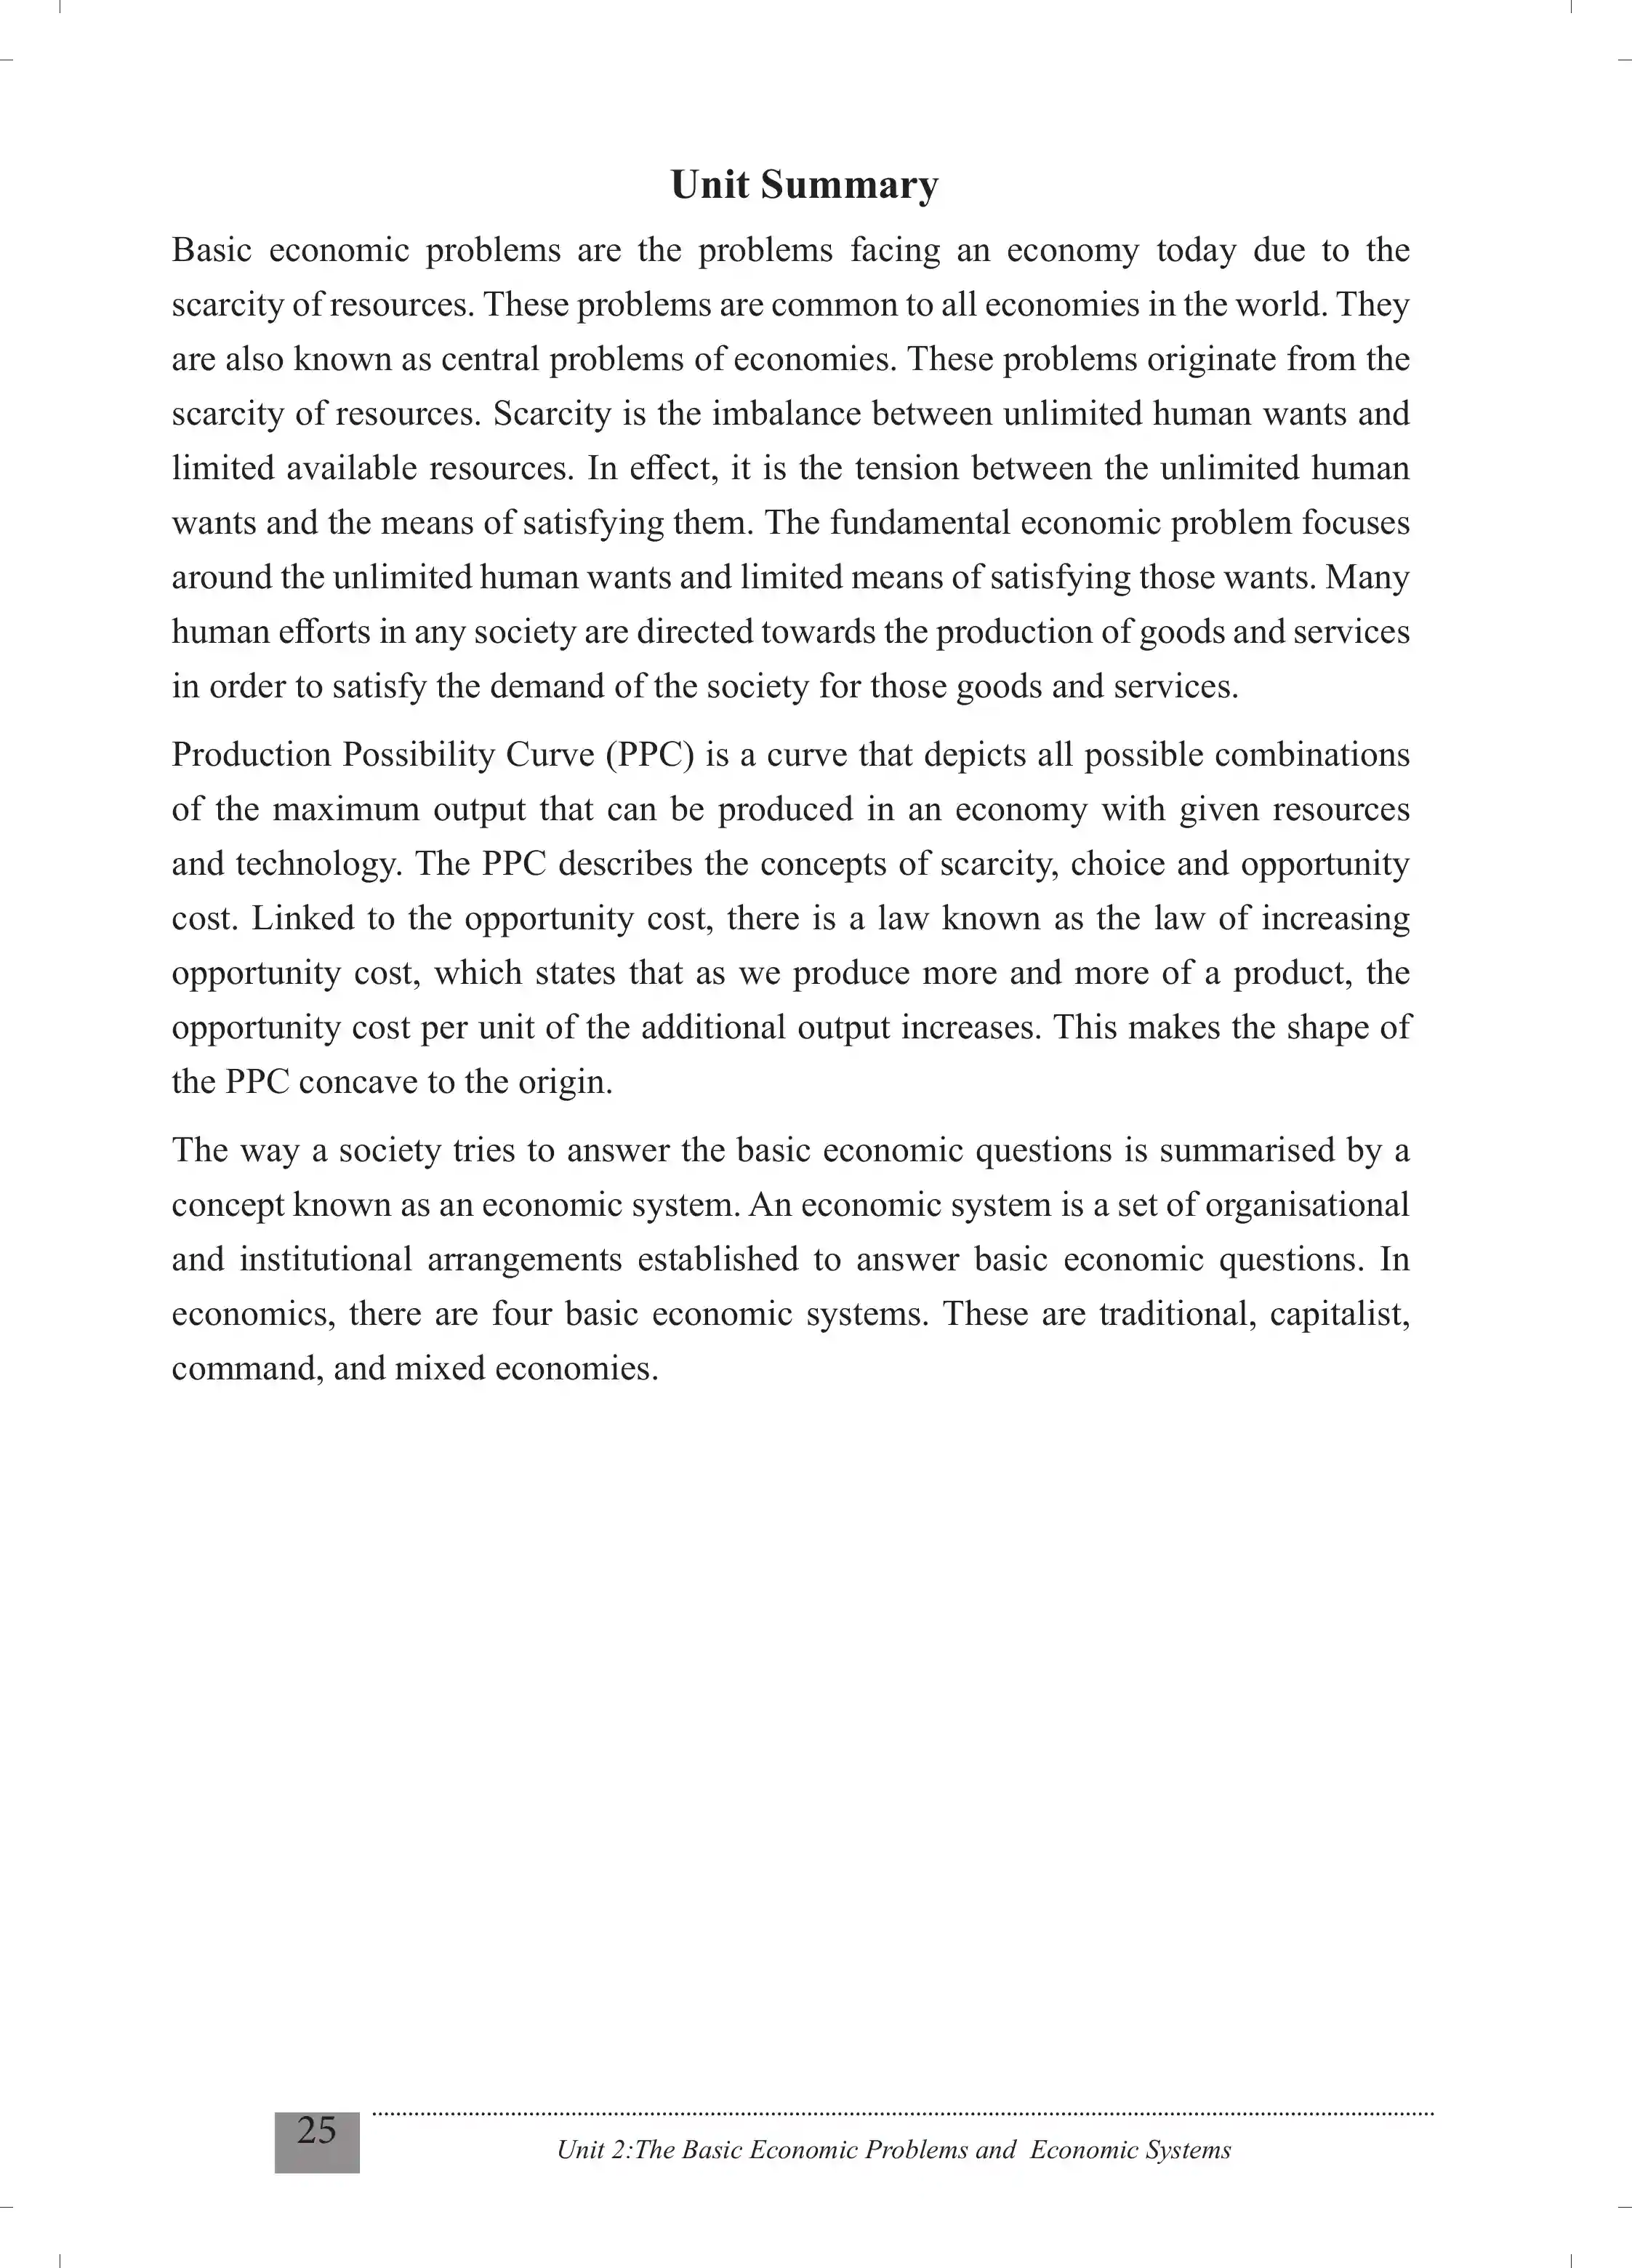 Unit Summary
Basic economic problems are the problems facing an economy today due to the
scarcity of resources. These problems are common to all economies in the world. They
are also known as central problems of economies. These problems originate from the
scarcity of resources. Scarcity is the imbalance between unlimited human wants and
limited available resources. In effect, it is the tension between the unlimited human
wants and the means of satisfying them. The fundamental economic problem focuses
around the unlimited human wants and limited means of satisfying those wants. Many
human efforts in any society are directed towards the production of goods and services
in order to satisfy the demand of the society for those goods and services.
Production Possibility Curve (PPC) is a curve that depicts all possible combinations
of the maximum output that can be produced in an economy with given resources
and technology. The PPC describes the concepts of scarcity, choice and opportunity
cost. Linked to the opportunity cost, there is a law known as the law of increasing
opportunity cost, which states that as we produce more and more of a product, the
opportunity cost per unit of the additional output increases. This makes the shape of
the PPC concave to the origin.
The way a society tries to answer the basic economic questions is summarised by a
concept known as an economic system. An economic system is a set of organisational
and institutional arrangements established to answer basic economic questions. In
economics, there are four basic economic systems. These are traditional, capitalist,
command, and mixed economies.
25
Unit 2:The Basic Economic Problems and  Economic Systems